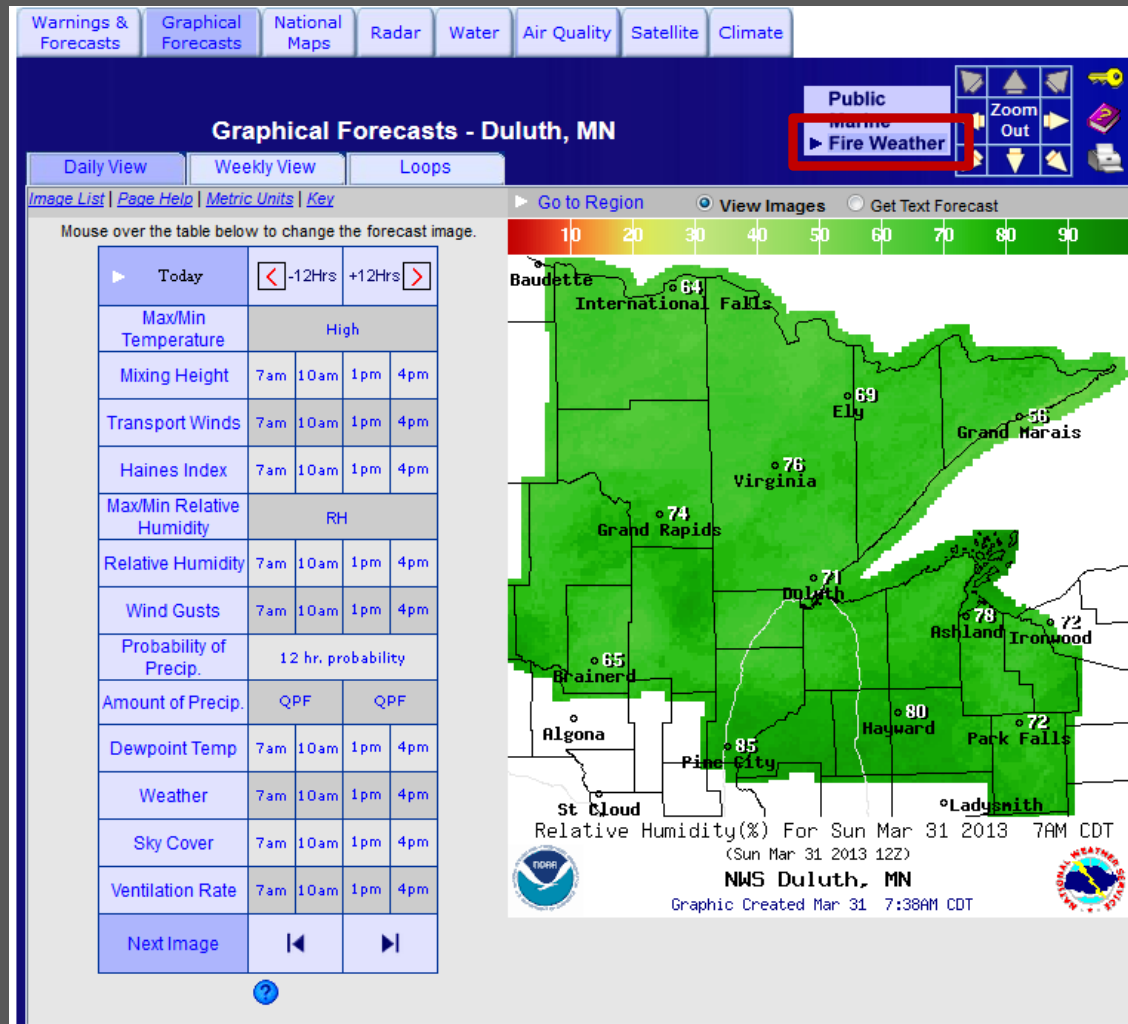 Warnings &
Forecasts
Graphical
Forecasts
National
Maps
Radar
Water
Air Quality
Satellite
Climate
Graphical Forecasts - Duluth, MN
Public
Marine
Fire Weather
Zoom
Out
Daily View
Weekly View
Loops
Image List | Page Help | Metric Units | Key
Go to Region
View Images
Get Text Forecast
Mouse over the table below to change the forecast image.
Today
-12Hrs
+12Hrs
Max/Min
Temperature
High
Mixing Height 7am 10am 1pm 4pm
Transport Winds 7am 10am 1pm 4pm
Haines Index 7am 10am 1pm 4pm
Max/Min Relative
Humidity
RH
Relative Humidity 7am 10am 1pm 4pm
Wind Gusts 7am 10am 1pm 4pm
Probability of
Precip.
12 hr. probability
Amount of Precip. QPF QPF
Dewpoint Temp 7am 10am 1pm 4pm
Weather 7am 10am 1pm 4pm
Sky Cover 7am 10am 1pm 4pm
Ventilation Rate 7am 10am 1pm 4pm
Next Image
?
10 20 30 40 50 60 70 80 90
Baudette
64
International Falls
69
Ely
56
Grand Marais
76
Virginia
74
Grand Rapids
71
Duluth
78
Ashland
72
Ironwood
65
Brainerd
80
Hayward
72
Park Falls
Algona
85
Pine City
St Cloud
Ladysmith
Relative Humidity(%) For Sun Mar 31 2013 7AM CDT
(Sun Mar 31 2013 12Z)
NWS Duluth, MN
Graphic Created Mar 31 7:38AM CDT
NOAA
NATIONAL WEATHER SERVICE